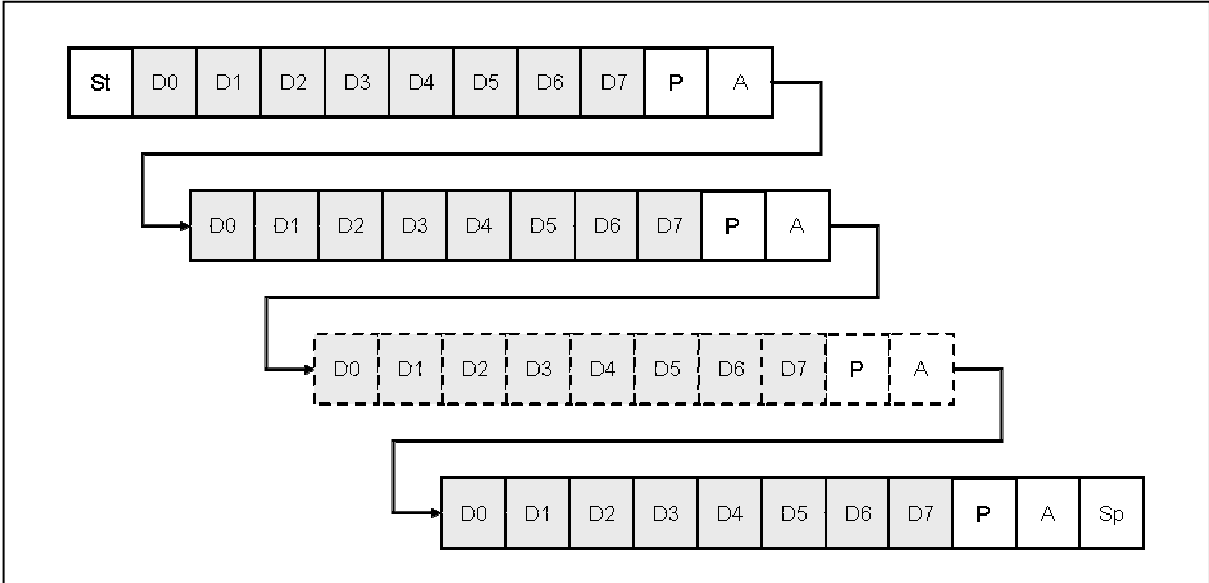 St D0 D1 D2 D3 D4 D5 D6 D7 P A
D0 D1 D2 D3 D4 D5 D6 D7 P A
D0 D1 D2 D3 D4 D5 D6 D7 P A
D0 D1 D2 D3 D4 D5 D6 D7 P A Sp